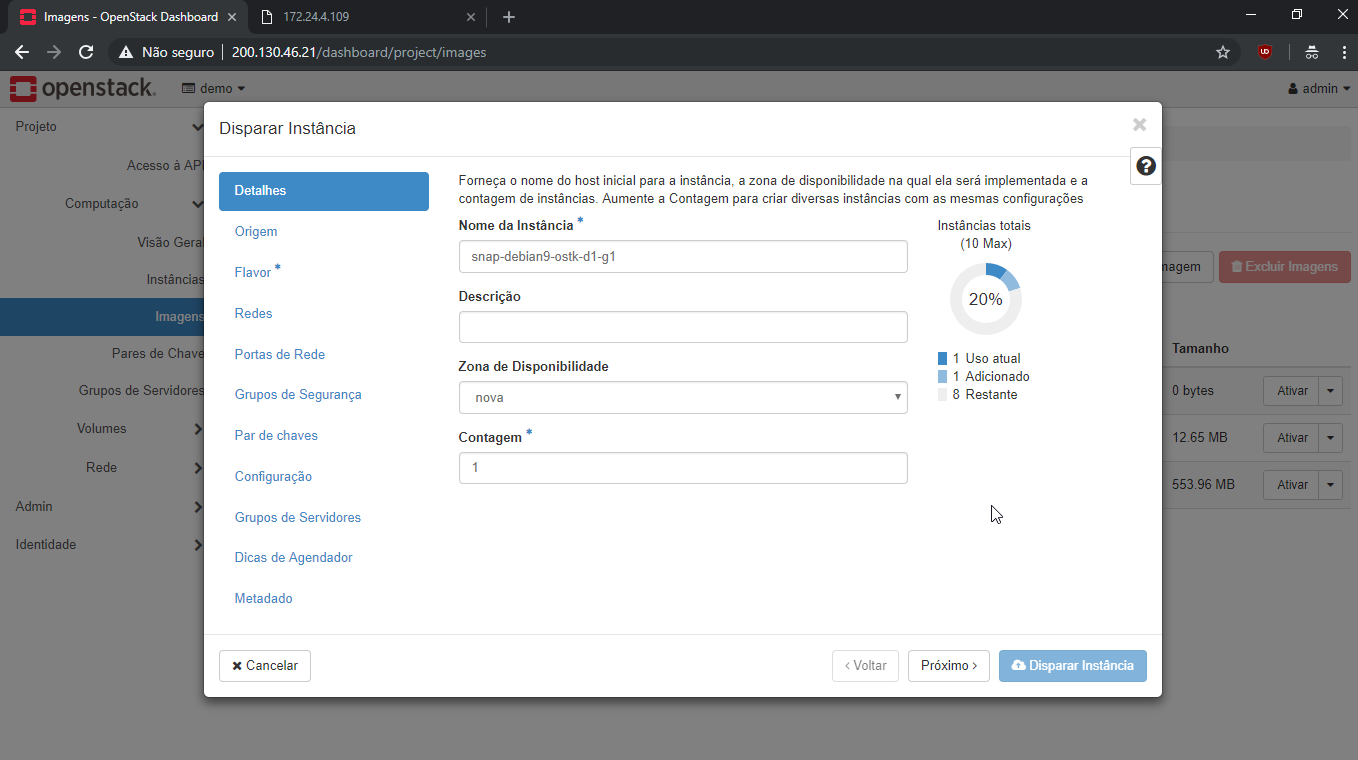 Imagens - OpenStack Dashboard
172.24.4.109
Não seguro
200.130.46.21/dashboard/project/images
openstack.
demo
admin
Projeto
Acesso à API
Computação
Visão Geral
Instâncias
Imagens
Pares de Chave
Grupos de Servidores
Volumes
Rede
Admin
Identidade
Disparar Instância
Detalhes
Origem
Flavor *
Redes
Portas de Rede
Grupos de Segurança
Par de chaves
Configuração
Grupos de Servidores
Dicas de Agendador
Metadado
Forneça o nome do host inicial para a instância, a zona de disponibilidade na qual ela será implementada e a
contagem de instâncias. Aumente a Contagem para criar diversas instâncias com as mesmas configurações
Nome da Instância *
snap-debian9-ostk-d1-g1
Descrição
Zona de Disponibilidade
nova
Contagem *
1
Instâncias totais
(10 Max)
20%
1 Uso atual
1 Adicionado
8 Restante
Cancelar
< Voltar
Próximo >
Disparar Instância
magem
Excluir Imagens
Tamanho
0 bytes
Ativar
12.65 MB
Ativar
553.96 MB
Ativar